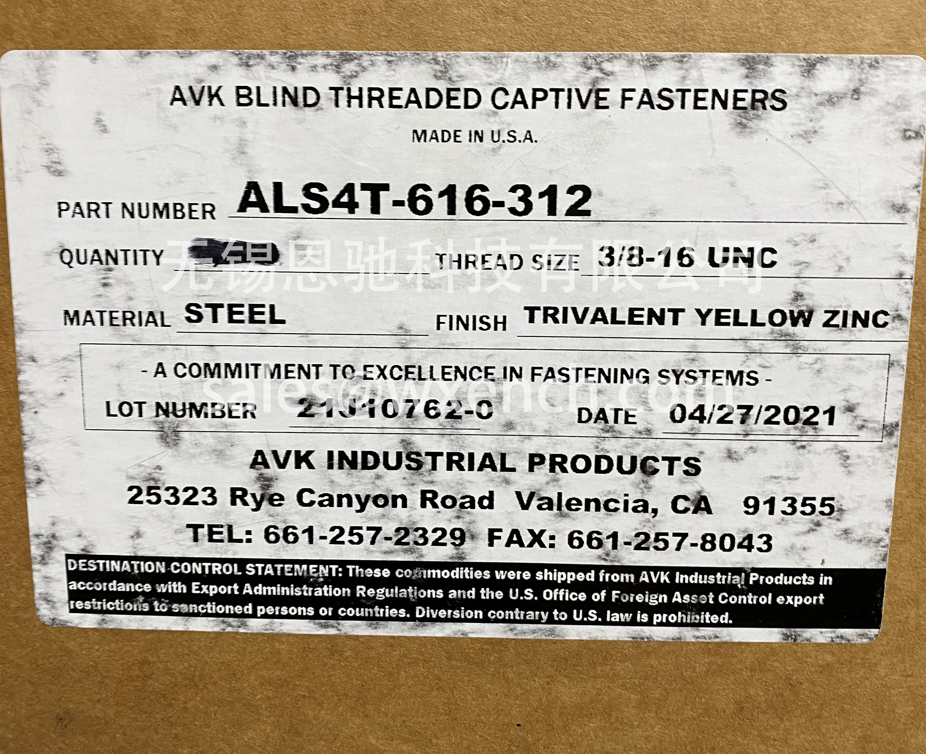 AVK BLIND THREADED CAPTIVE FASTENERS
MADE IN U.S.A.
PART NUMBER ALS4T-616-312
QUANTITY THREAD SIZE 3/8-16 UNC
无锡恩驰科技有限公司
MATERIAL STEEL FINISH TRIVALENT YELLOW ZINC
- A COMMITMENT TO EXCELLENCE IN FASTENING SYSTEMS -
sales@wxench.com
LOT NUMBER DATE 04/27/2021
AVK INDUSTRIAL PRODUCTS
25323 Rye Canyon Road Valencia, CA 91355
TEL: 661-257-2329 FAX: 661-257-8043
DESTINATION CONTROL STATEMENT: These commodities were shipped from AVK Industrial Products in
accordance with Export Administration Regulations and the U.S. Office of Foreign Asset Control export
restrictions to sanctioned persons or countries. Diversion contrary to U.S. law is prohibited.